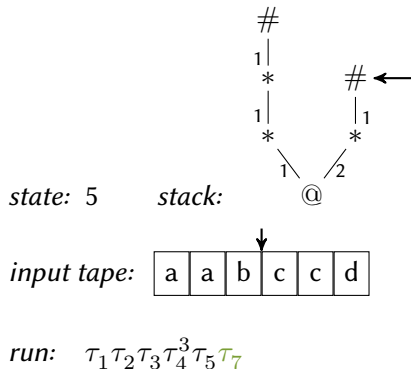 #
1
* #
1 1
* *
1 2
state: 5 stack: @
input tape: a a b c c d
run: τ₁τ₂τ₃τ₄³τ₅τ₇